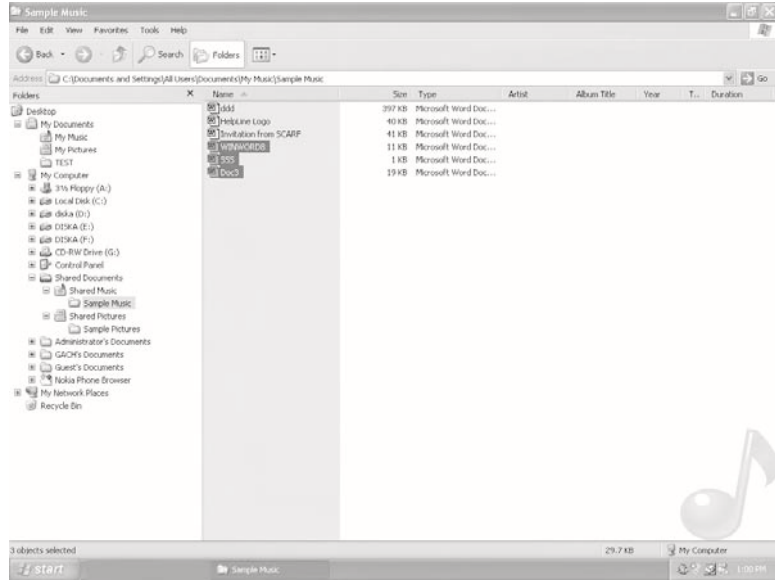 Sample Music
File Edit View Favorites Tools Help
Back Search Folders
Address C:\Documents and Settings\All Users\Documents\My Music\Sample Music Go
Folders X Name Size Type Artist Album Title Year T... Duration
Desktop
My Documents
My Music
My Pictures
TEST
My Computer
3½ Floppy (A:)
Local Disk (C:)
diska (D:)
DISKA (E:)
DISKA (F:)
CD-RW Drive (G:)
Control Panel
Shared Documents
Shared Music
Sample Music
Shared Pictures
Sample Pictures
Administrator's Documents
GACH's Documents
Guest's Documents
Nokia Phone Browser
My Network Places
Recycle Bin
ddd 397 KB Microsoft Word Doc...
HelpLine Logo 40 KB Microsoft Word Doc...
Invitation from SCARF 41 KB Microsoft Word Doc...
WINWORD8 11 KB Microsoft Word Doc...
355 1 KB Microsoft Word Doc...
Doc3 19 KB Microsoft Word Doc...
3 objects selected 29.7 KB My Computer
start Sample Music 1:00 PM